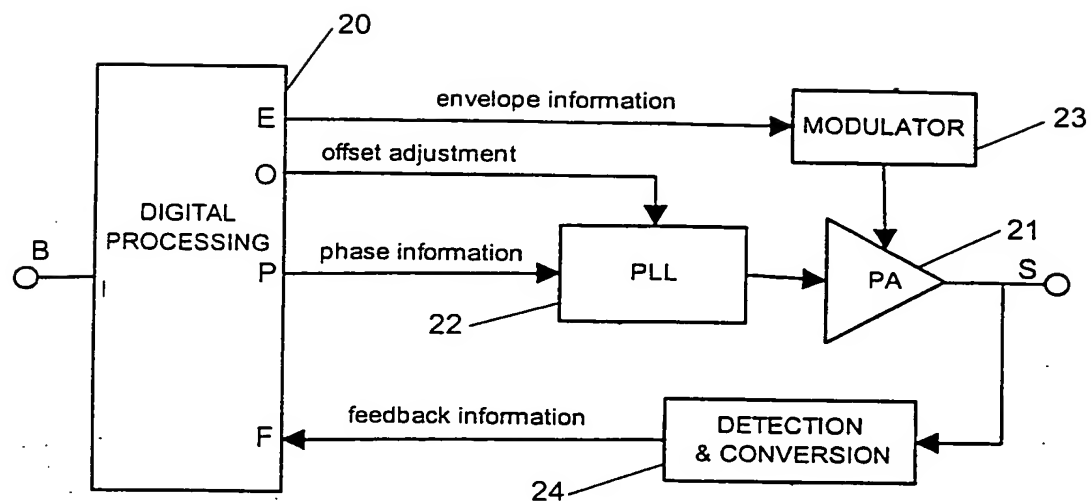 20
envelope information
E
MODULATOR
23
offset adjustment
O
DIGITAL
PROCESSING
B
I
P
phase information
PLL
22
PA
21
S
F
feedback information
DETECTION
& CONVERSION
24